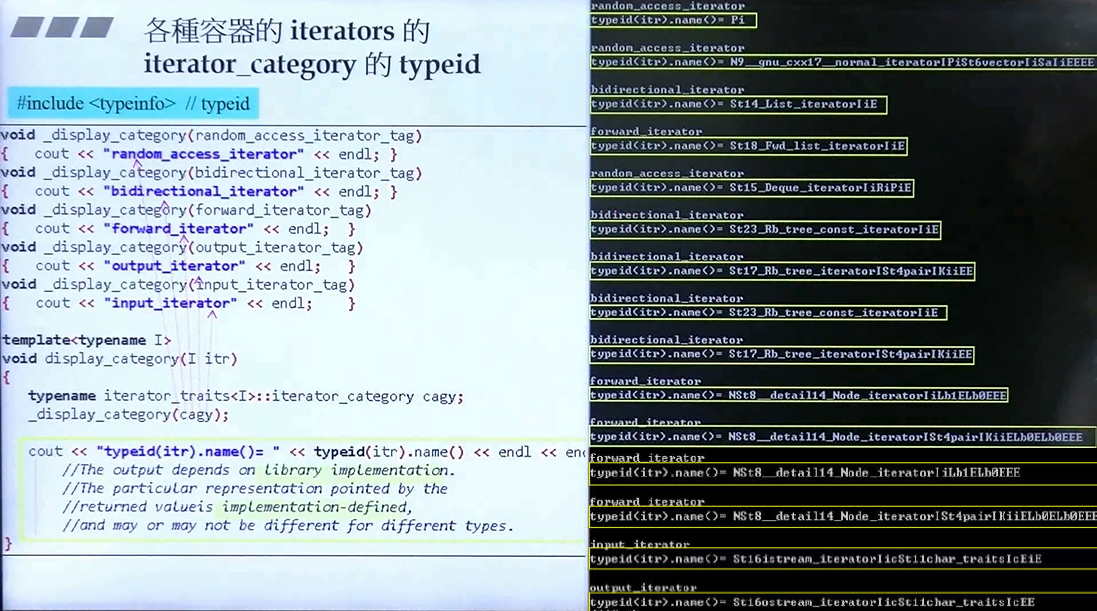 各種容器的 iterators 的
iterator_category 的 typeid
#include <typeinfo> // typeid
void _display_category(random_access_iterator_tag)
{ cout << "random_access_iterator" << endl; }
void _display_category(bidirectional_iterator_tag)
{ cout << "bidirectional_iterator" << endl; }
void _display_category(forward_iterator_tag)
{ cout << "forward_iterator" << endl; }
void _display_category(output_iterator_tag)
{ cout << "output_iterator" << endl; }
void _display_category(input_iterator_tag)
{ cout << "input_iterator" << endl; }
template<typename I>
void display_category(I itr)
{
typename iterator_traits<I>::iterator_category cagy;
_display_category(cagy);
cout << "typeid(itr).name()= " << typeid(itr).name() << endl << en
//The output depends on library implementation.
//The particular representation pointed by the
//returned valueis implementation-defined,
//and may or may not be different for different types.
}
random_access_iterator
typeid(itr).name()= Pi
random_access_iterator
typeid(itr).name()= N9__gnu_cxx17__normal_iteratorIPiSt6vectorIiSaIiEEEE
bidirectional_iterator
typeid(itr).name()= St14_List_iteratorIiE
forward_iterator
typeid(itr).name()= St18_Fwd_list_iteratorIiE
random_access_iterator
typeid(itr).name()= St15_Deque_iteratorIiRiPiE
bidirectional_iterator
typeid(itr).name()= St23_Rb_tree_const_iteratorIiE
bidirectional_iterator
typeid(itr).name()= St17_Rb_tree_iteratorISt4pairIKiiEE
bidirectional_iterator
typeid(itr).name()= St23_Rb_tree_const_iteratorIiE
bidirectional_iterator
typeid(itr).name()= St17_Rb_tree_iteratorISt4pairIKiiEE
forward_iterator
typeid(itr).name()= NSt8__detail14_Node_iteratorIiLb1ELb0EEE
forward_iterator
typeid(itr).name()= NSt8__detail14_Node_iteratorISt4pairIKiiELb0ELb0EEE
forward_iterator
typeid(itr).name()= NSt8__detail14_Node_iteratorIiLb1ELb0EEE
forward_iterator
typeid(itr).name()= NSt8__detail14_Node_iteratorISt4pairIKiiELb0ELb0EEE
input_iterator
typeid(itr).name()= St16istream_iteratorIicSt11char_traitsIcEiE
output_iterator
typeid(itr).name()= St16ostream_iteratorIicSt11char_traitsIcEE